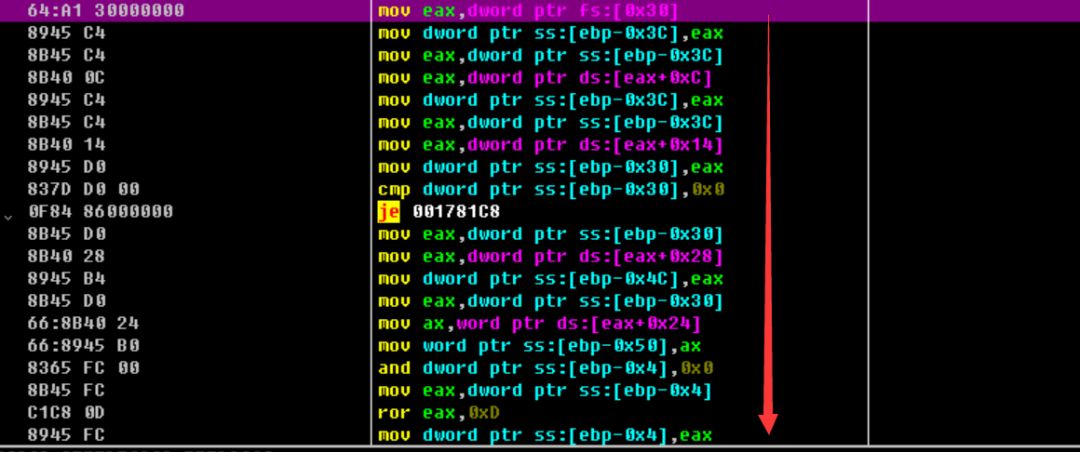 64:A1 30000000 mov eax,dword ptr fs:[0x30]
8945 C4 mov dword ptr ss:[ebp-0x3C],eax
8B45 C4 mov eax,dword ptr ss:[ebp-0x3C]
8B40 0C mov eax,dword ptr ds:[eax+0xC]
8945 C4 mov dword ptr ss:[ebp-0x3C],eax
8B45 C4 mov eax,dword ptr ss:[ebp-0x3C]
8B40 14 mov eax,dword ptr ds:[eax+0x14]
8945 D0 mov dword ptr ss:[ebp-0x30],eax
837D D0 00 cmp dword ptr ss:[ebp-0x30],0x0
0F84 86000000 je 001781C8
8B45 D0 mov eax,dword ptr ss:[ebp-0x30]
8B40 28 mov eax,dword ptr ds:[eax+0x28]
8945 B4 mov dword ptr ss:[ebp-0x4C],eax
8B45 D0 mov eax,dword ptr ss:[ebp-0x30]
66:8B40 24 mov ax,word ptr ds:[eax+0x24]
66:8945 B0 mov word ptr ss:[ebp-0x50],ax
8365 FC 00 and dword ptr ss:[ebp-0x4],0x0
8B45 FC mov eax,dword ptr ss:[ebp-0x4]
C1C8 0D ror eax,0xD
8945 FC mov dword ptr ss:[ebp-0x4],eax